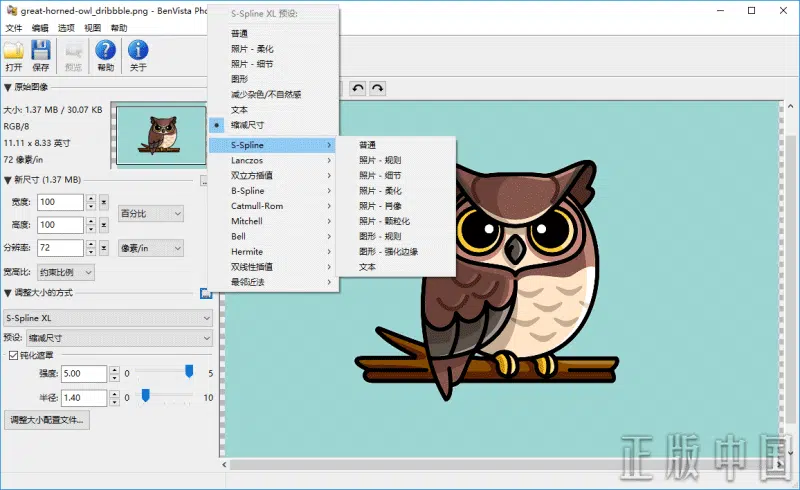 great-horned-owl_dribbble.png - BenVista Pho
文件 编辑 选项 视图 帮助
打开 保存 预览 帮助 关于
原始图像
大小: 1.37 MB / 30.07 KB
RGB/8
11.11 x 8.33 英寸
72 像素/in
新尺寸 (1.37 MB)
...
宽度: 100
百分比
高度: 100
分辨率: 72 像素/in
宽高比: 约束比例
调整大小的方式
...
S-Spline XL
预设: 缩减尺寸
钝化遮罩
强度: 5.00 0 5
半径: 1.40 0 10
调整大小配置文件...
S-Spline XL 预设:
普通
照片 - 柔化
照片 - 细节
图形
减少杂色/不自然感
文本
缩减尺寸
S-Spline
Lanczos
双立方插值
B-Spline
Catmull-Rom
Mitchell
Bell
Hermite
双线性插值
最邻近法
普通
照片 - 规则
照片 - 细节
照片 - 柔化
照片 - 肖像
照片 - 颗粒化
图形 - 规则
图形 - 强化边缘
文本
正版中国